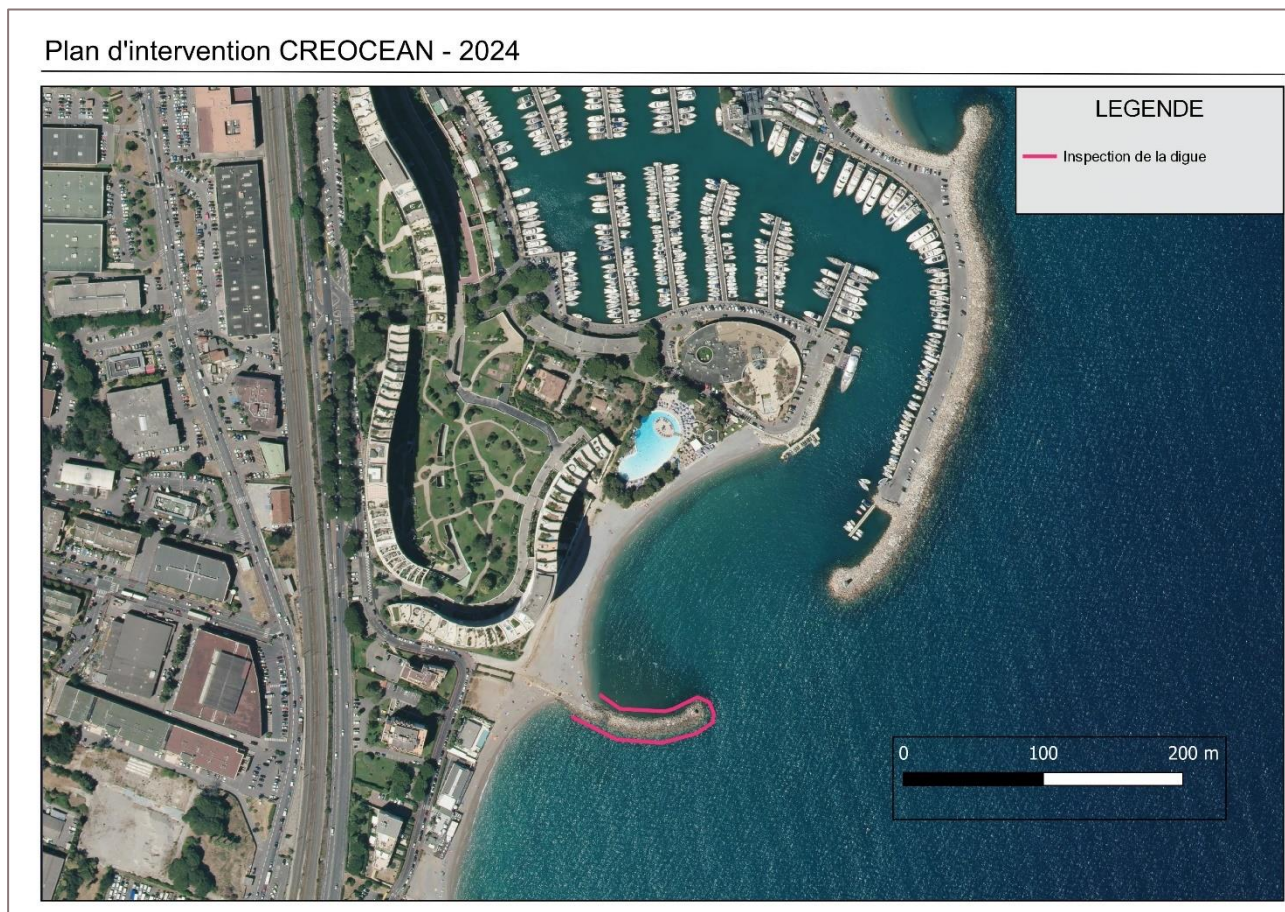 Plan d'intervention CREOCEAN - 2024
LEGENDE
Inspection de la digue
0 100 200 m